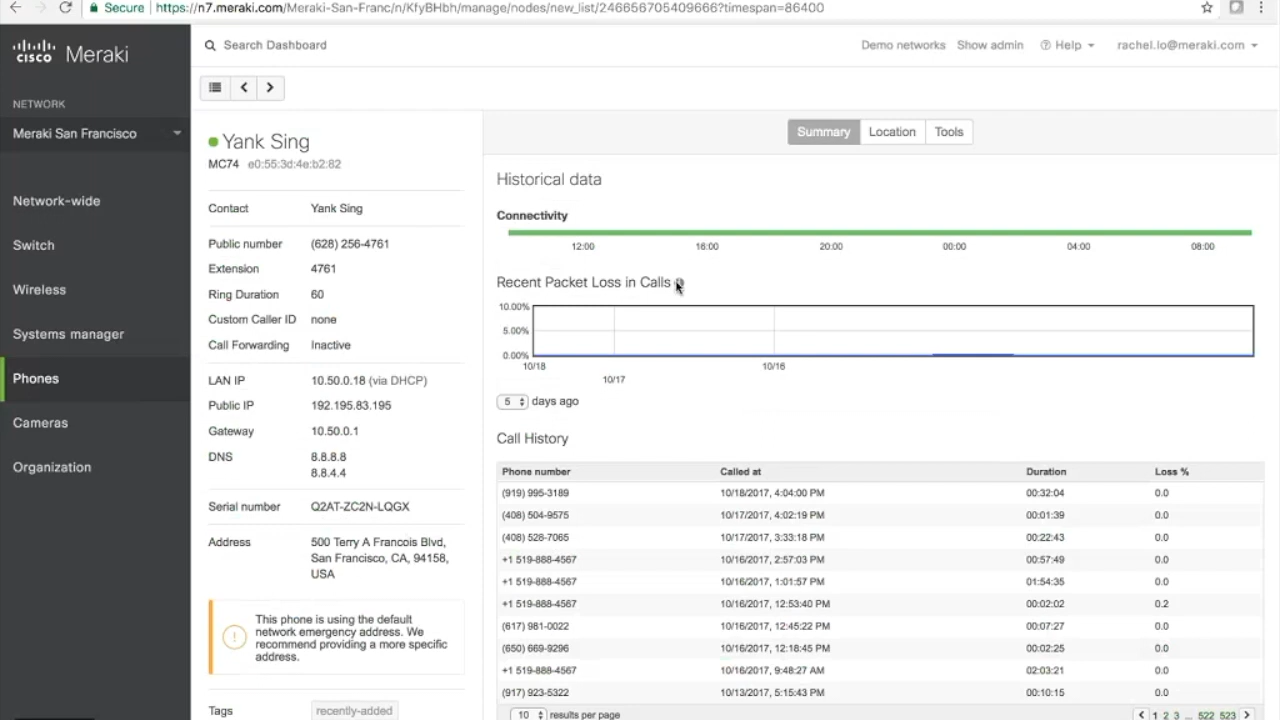 Secure https://n7.meraki.com/Meraki-San-Franc/n/KfyBHbh/manage/nodes/new_list/246656705409666?timespan=86400
cisco Meraki
Search Dashboard
Demo networks Show admin Help rachel.lo@meraki.com
NETWORK
Meraki San Francisco
Network-wide
Switch
Wireless
Systems manager
Phones
Cameras
Organization
Yank Sing
MC74 e0:55:3d:4e:b2:82
Contact Yank Sing
Public number (628) 256-4761
Extension 4761
Ring Duration 60
Custom Caller ID none
Call Forwarding Inactive
LAN IP 10.50.0.18 (via DHCP)
Public IP 192.195.83.195
Gateway 10.50.0.1
DNS 8.8.8.8
8.8.4.4
Serial number Q2AT-ZC2N-LQGX
Address 500 Terry A Francois Blvd,
San Francisco, CA, 94158,
USA
This phone is using the default
network emergency address. We
recommend providing a more specific
address.
Tags recently-added
Summary Location Tools
Historical data
Connectivity
12:00 16:00 20:00 00:00 04:00 08:00
Recent Packet Loss in Calls
10.00%
5.00%
0.00%
10/18 10/16
10/17
5 days ago
Call History
Phone number Called at Duration Loss %
(919) 995-3189 10/18/2017, 4:04:00 PM 00:32:04 0.0
(408) 504-9575 10/17/2017, 4:02:19 PM 00:01:39 0.0
(408) 528-7065 10/17/2017, 3:33:18 PM 00:22:43 0.0
+1 519-888-4567 10/16/2017, 2:57:03 PM 00:57:49 0.0
+1 519-888-4567 10/16/2017, 1:01:57 PM 01:54:35 0.0
+1 519-888-4567 10/16/2017, 12:53:40 PM 00:02:02 0.2
(617) 981-0022 10/16/2017, 12:45:22 PM 00:07:27 0.0
(650) 669-9296 10/16/2017, 12:18:45 PM 00:02:25 0.0
+1 519-888-4567 10/16/2017, 9:48:27 AM 02:03:21 0.0
(917) 923-5322 10/13/2017, 5:15:43 PM 00:10:15 0.0
10 results per page
1 2 3 ... 522 523